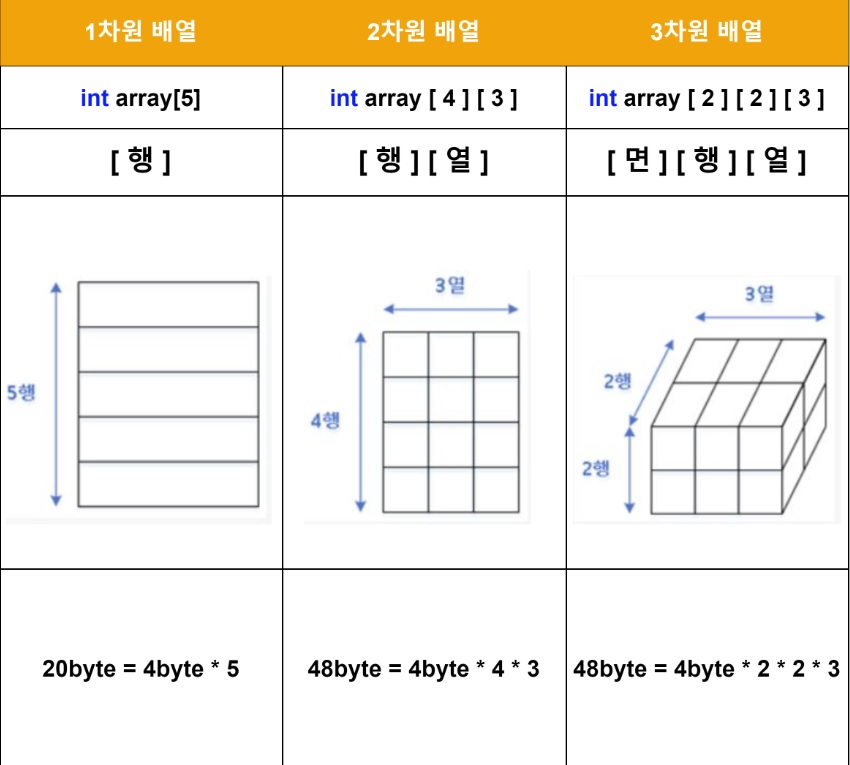 1차원 배열
2차원 배열
3차원 배열
int array[5]
int array [ 4 ] [ 3 ]
int array [ 2 ] [ 2 ] [ 3 ]
[ 행 ]
[ 행 ] [ 열 ]
[ 면 ] [ 행 ] [ 열 ]
5행
3열
4행
3열
2행
2행
20byte = 4byte * 5
48byte = 4byte * 4 * 3
48byte = 4byte * 2 * 2 * 3